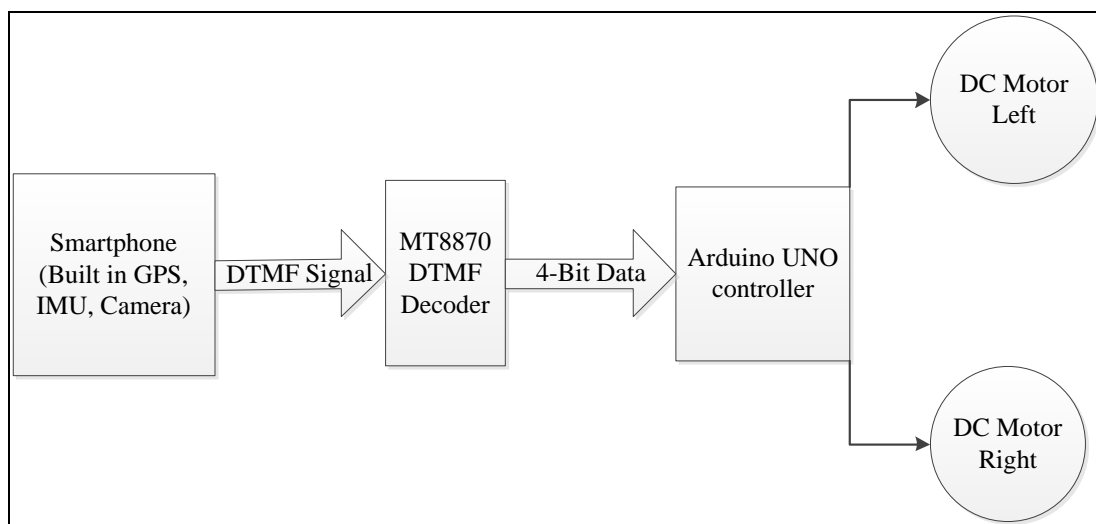 Smartphone
(Built in GPS,
IMU, Camera)
DTMF Signal
MT8870
DTMF
Decoder
4-Bit Data
Arduino UNO
controller
DC Motor
Left
DC Motor
Right